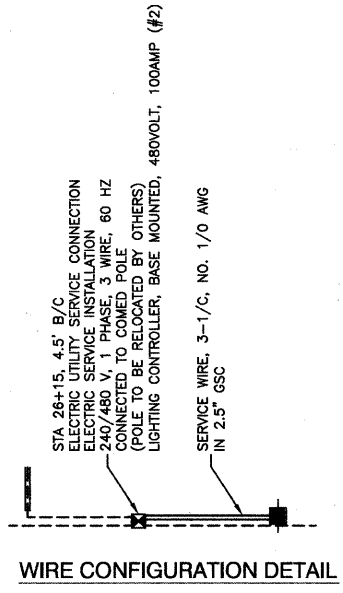 STA 26+15, 4.5' B/C
ELECTRIC UTILITY SERVICE CONNECTION
ELECTRIC SERVICE INSTALLATION
240/480 V, 1 PHASE, 3 WIRE, 60 HZ
CONNECTED TO COMED POLE
(POLE TO BE RELOCATED BY OTHERS)
LIGHTING CONTROLLER, BASE MOUNTED, 480VOLT, 100AMP (#2)
SERVICE WIRE, 3-1/C, NO. 1/0 AWG
IN 2.5" GSC
WIRE CONFIGURATION DETAIL